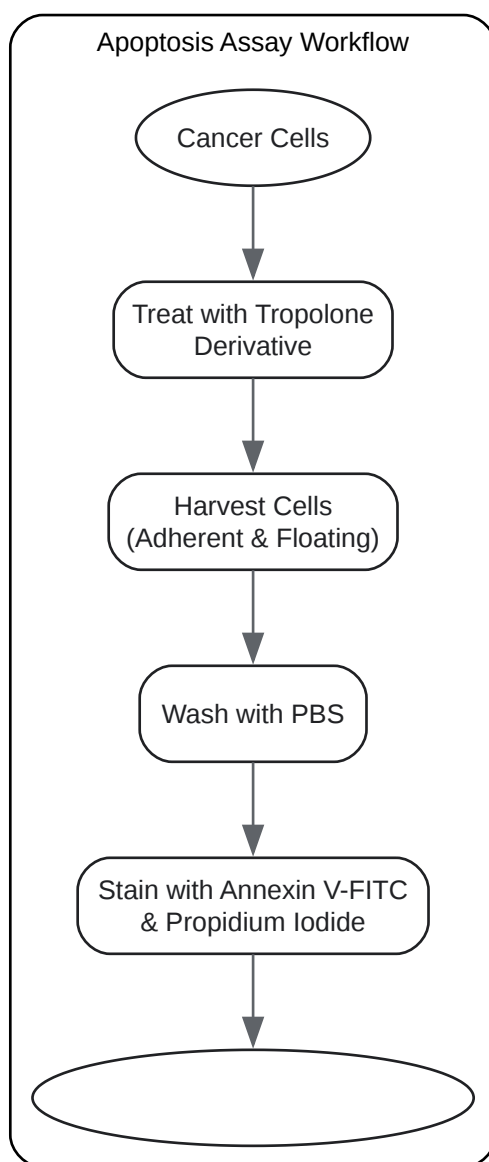 Apoptosis Assay Workflow
Cancer Cells
Treat with Tropolone
Derivative
Harvest Cells
(Adherent & Floating)
Wash with PBS
Stain with Annexin V-FITC
& Propidium Iodide